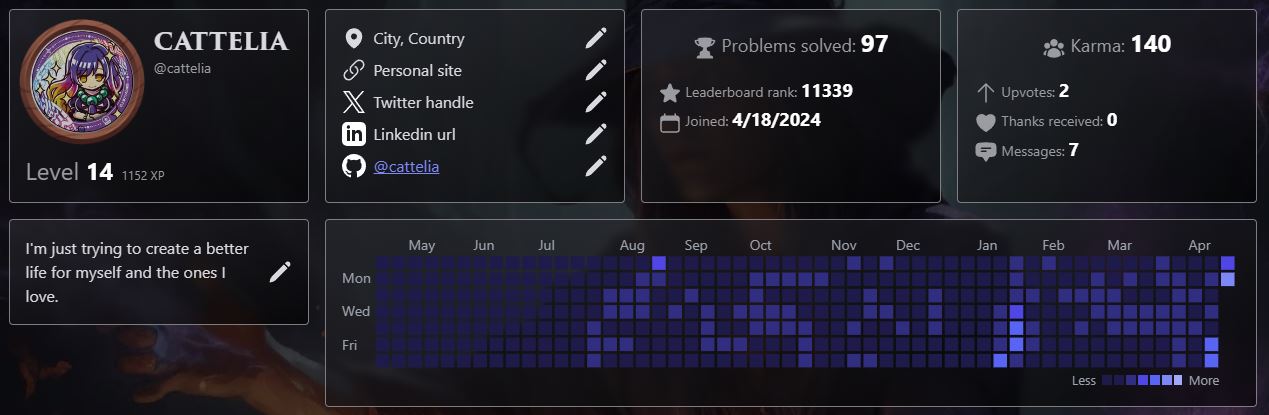 CATTELIA
@cattelia
Level 14 1152 XP
City, Country
Personal site
Twitter handle
Linkedin url
@cattelia
Problems solved: 97
Leaderboard rank: 11339
Joined: 4/18/2024
Karma: 140
Upvotes: 2
Thanks received: 0
Messages: 7
I'm just trying to create a better
life for myself and the ones I
love.
May Jun Jul Aug Sep Oct Nov Dec Jan Feb Mar Apr
Mon
Wed
Fri
Less More